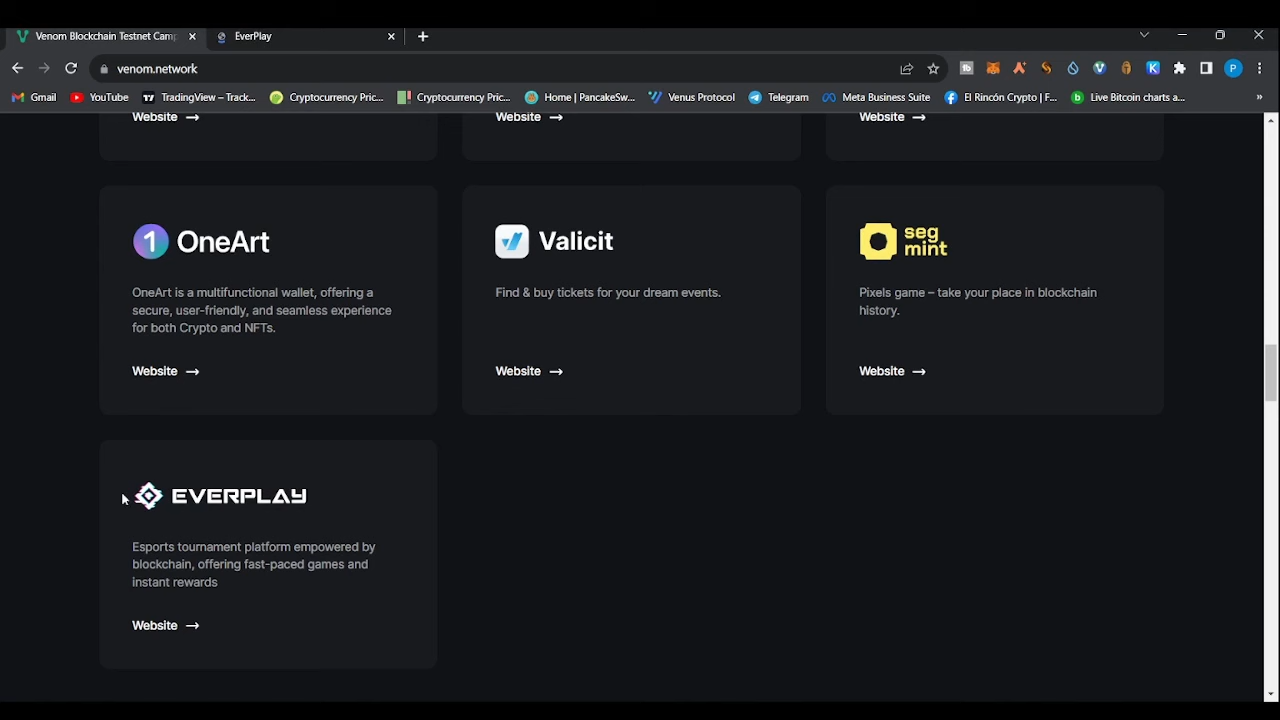 Venom Blockchain Testnet Camp
EverPlay
venom.network
Gmail
YouTube
TradingView – Track...
Cryptocurrency Pric...
Cryptocurrency Pric...
Home | PancakeSw...
Venus Protocol
Telegram
Meta Business Suite
El Rincón Crypto | F...
Live Bitcoin charts a...
»
Website →
Website →
Website →
1 OneArt
OneArt is a multifunctional wallet, offering a
secure, user-friendly, and seamless experience
for both Crypto and NFTs.
Website →
Valicit
Find & buy tickets for your dream events.
Website →
seg
mint
Pixels game – take your place in blockchain
history.
Website →
EVERPLAY
Esports tournament platform empowered by
blockchain, offering fast-paced games and
instant rewards
Website →